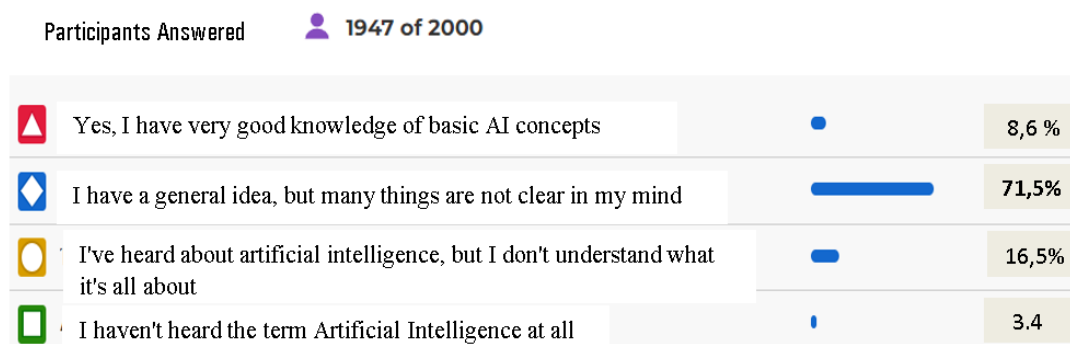 Participants Answered 1947 of 2000
Yes, I have very good knowledge of basic AI concepts 8,6 %
I have a general idea, but many things are not clear in my mind 71,5%
I've heard about artificial intelligence, but I don't understand what 16,5%
it's all about
I haven't heard the term Artificial Intelligence at all 3.4